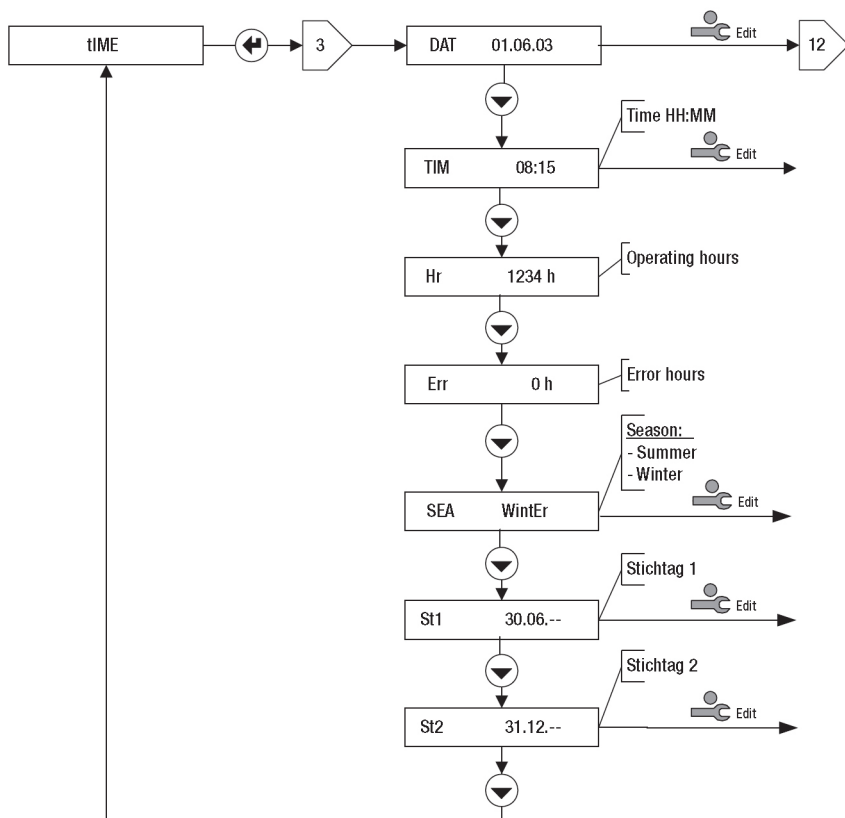 tIME
3
DAT 01.06.03
Edit
12
Time HH:MM
TIM 08:15
Edit
Hr 1234 h
Operating hours
Err 0 h
Error hours
Season:
- Summer
- Winter
SEA WintEr
Edit
Stichtag 1
St1 30.06.--
Edit
Stichtag 2
St2 31.12.--
Edit